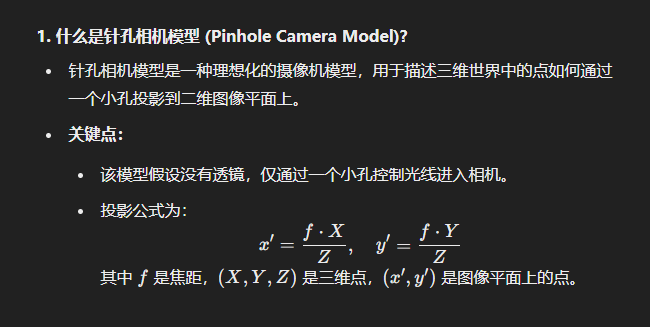 1. 什么是针孔相机模型 (Pinhole Camera Model)?
• 针孔相机模型是一种理想化的摄像机模型，用于描述三维世界中的点如何通过
一个小孔投影到二维图像平面上。
• 关键点：
• 该模型假设没有透镜，仅通过一个小孔控制光线进入相机。
• 投影公式为：
x′ = f · X / Z, y′ = f · Y / Z
其中 f 是焦距，(X, Y, Z) 是三维点，(x′, y′) 是图像平面上的点。